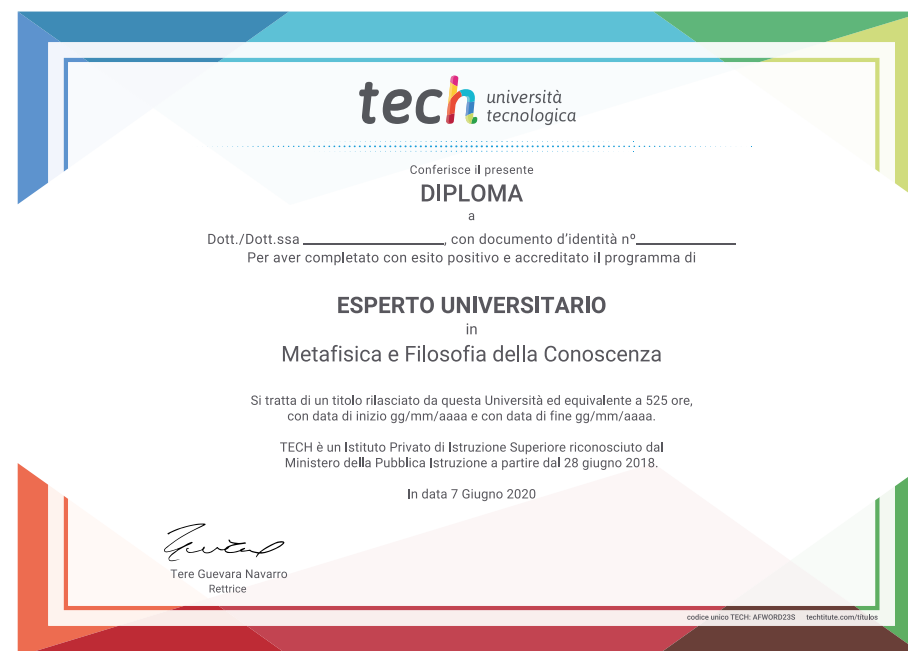 tech università
tecnologica
Conferisce il presente
DIPLOMA
a
Dott./Dott.ssa ____________________, con documento d'identità nº______________
Per aver completato con esito positivo e accreditato il programma di
ESPERTO UNIVERSITARIO
in
Metafisica e Filosofia della Conoscenza
Si tratta di un titolo rilasciato da questa Università ed equivalente a 525 ore,
con data di inizio gg/mm/aaaa e con data di fine gg/mm/aaaa.
TECH è un Istituto Privato di Istruzione Superiore riconosciuto dal
Ministero della Pubblica Istruzione a partire dal 28 giugno 2018.
In data 7 Giugno 2020
Tere Guevara Navarro
Rettrice
codice unico TECH: AFWORD23S techtitute.com/titulos